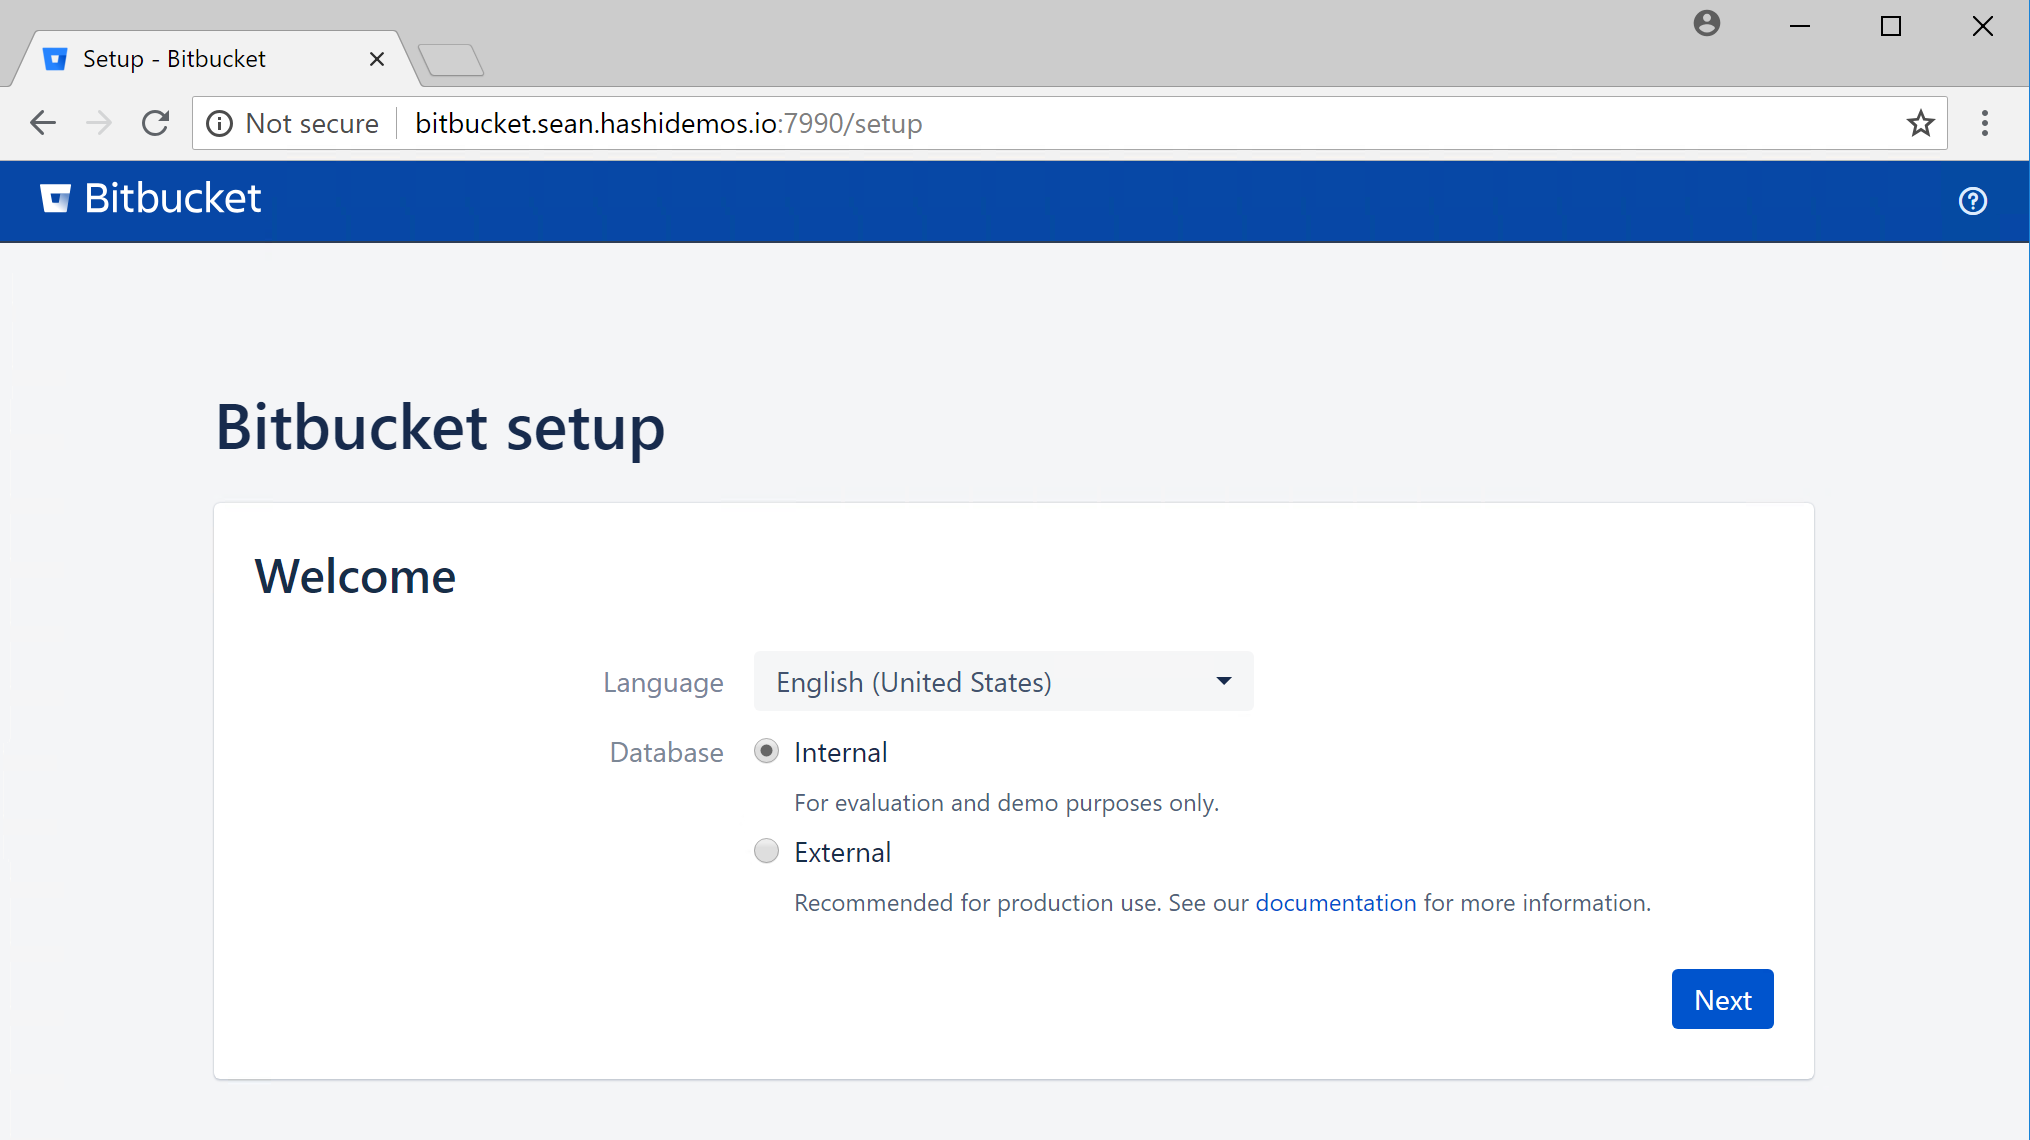 Setup - Bitbucket
Not secure bitbucket.sean.hashidemos.io:7990/setup
Bitbucket
Bitbucket setup
Welcome
Language English (United States)
Database Internal
For evaluation and demo purposes only.
External
Recommended for production use. See our documentation for more information.
Next